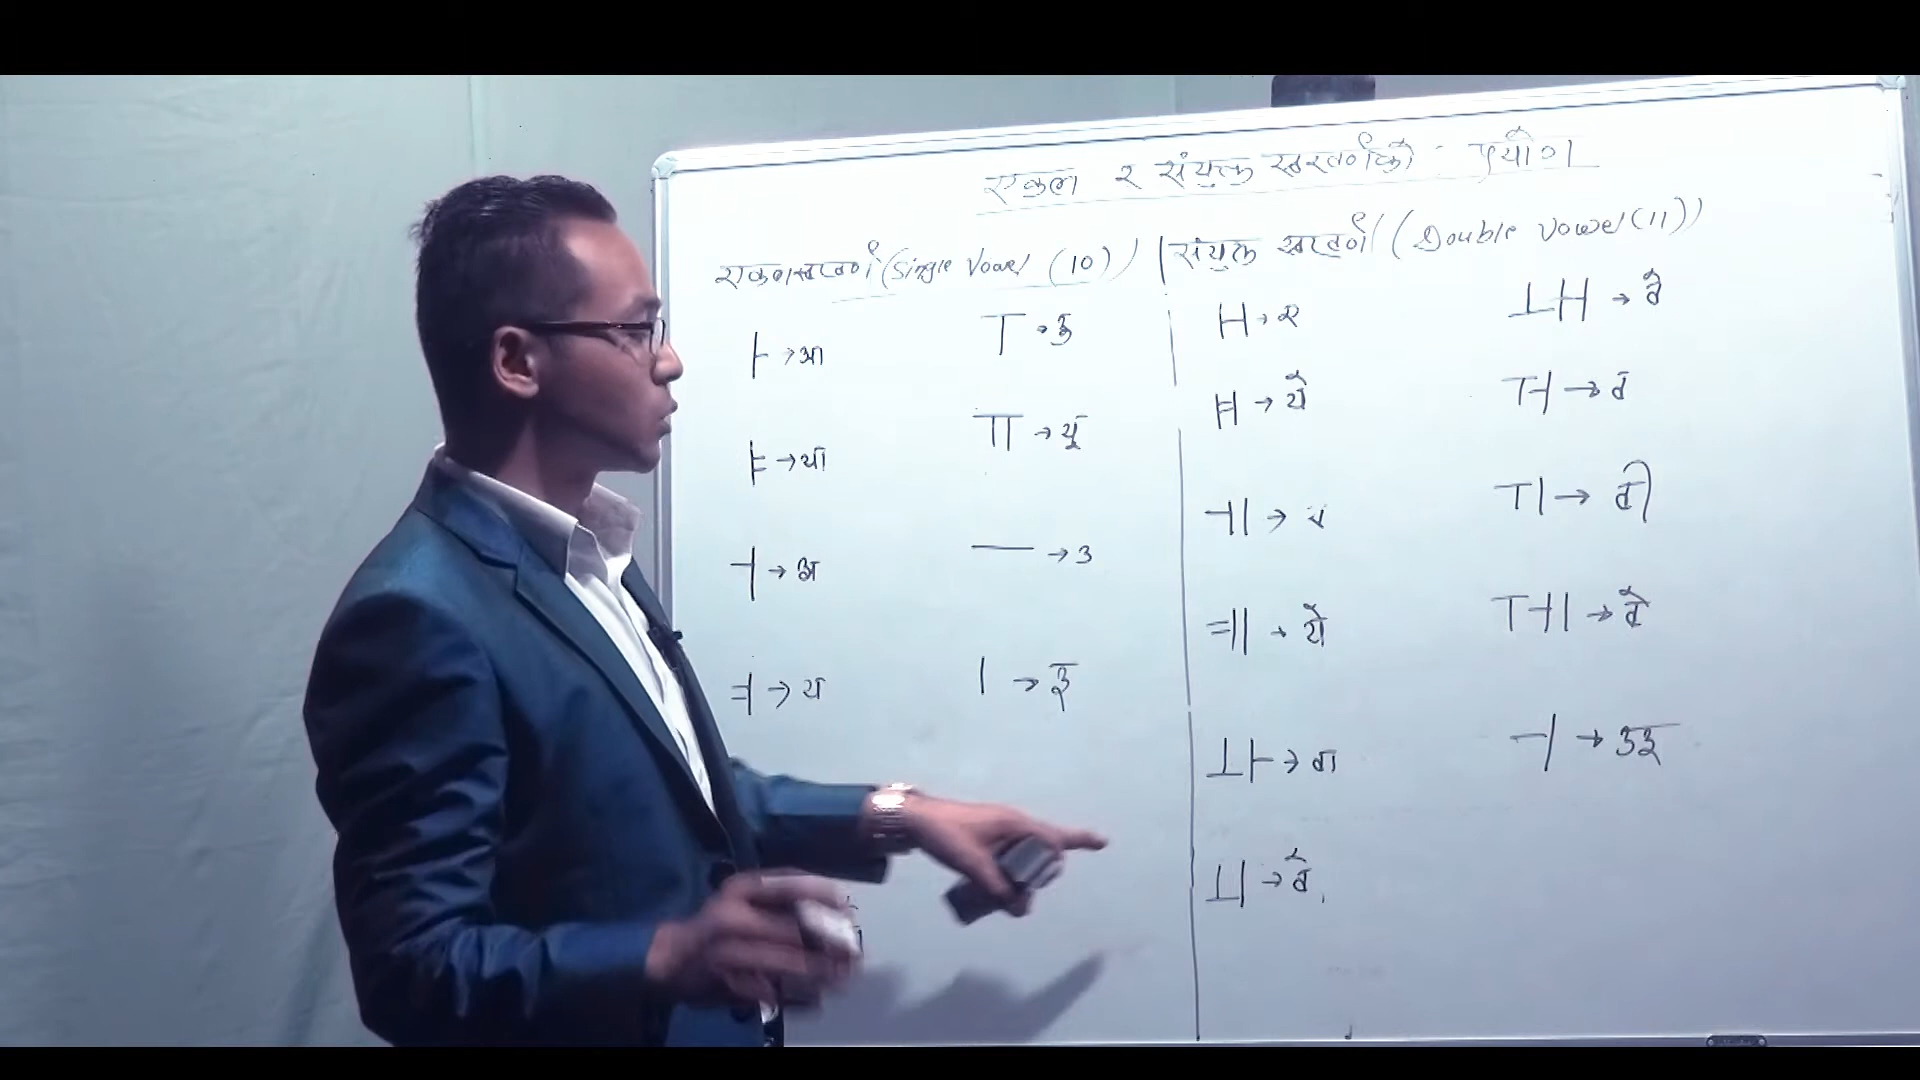 एकल र संयुक्त स्वरवर्णको प्रयोग
एकल स्वरवर्ण (Single Vowel (10)) | संयुक्त स्वरवर्ण (Double Vowel (11))
ㅏ → आ
ㅑ → या
ㅓ → अ
ㅕ → य
ㅜ → उ
ㅠ → यू
ㅡ → उ
ㅣ → इ
ㅐ → ए
ㅒ → ये
ㅔ → ए
ㅖ → ये
ㅘ → वा
ㅚ → वे
ㅙ → वे
ㅝ → व
ㅟ → वी
ㅞ → वे
ㅢ → उइ